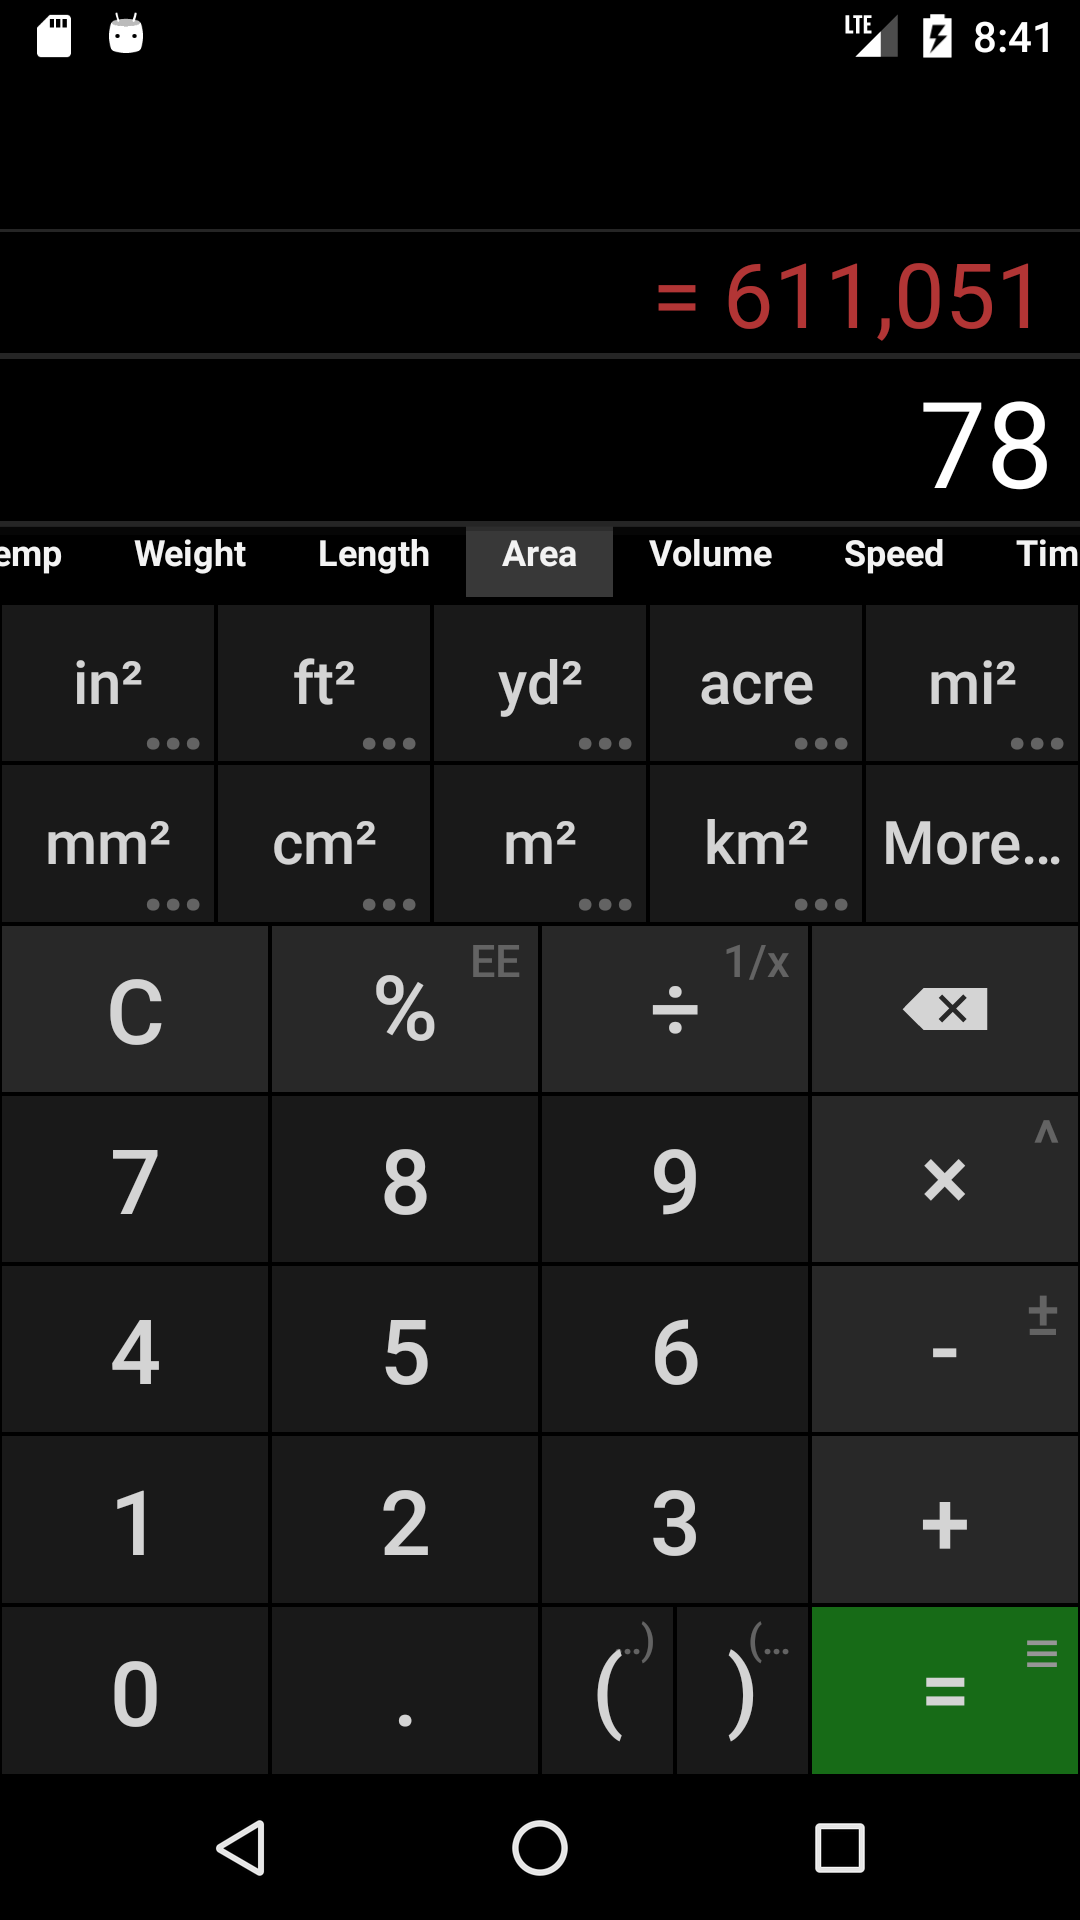 LTE 8:41
= 611,051
78
emp Weight Length Area Volume Speed Tim
in² ft² yd² acre mi²
mm² cm² m² km² More...
C % EE ÷ 1/x
7 8 9 × ^
4 5 6 - ±
1 2 3 +
0 . ( ..) ) (... =